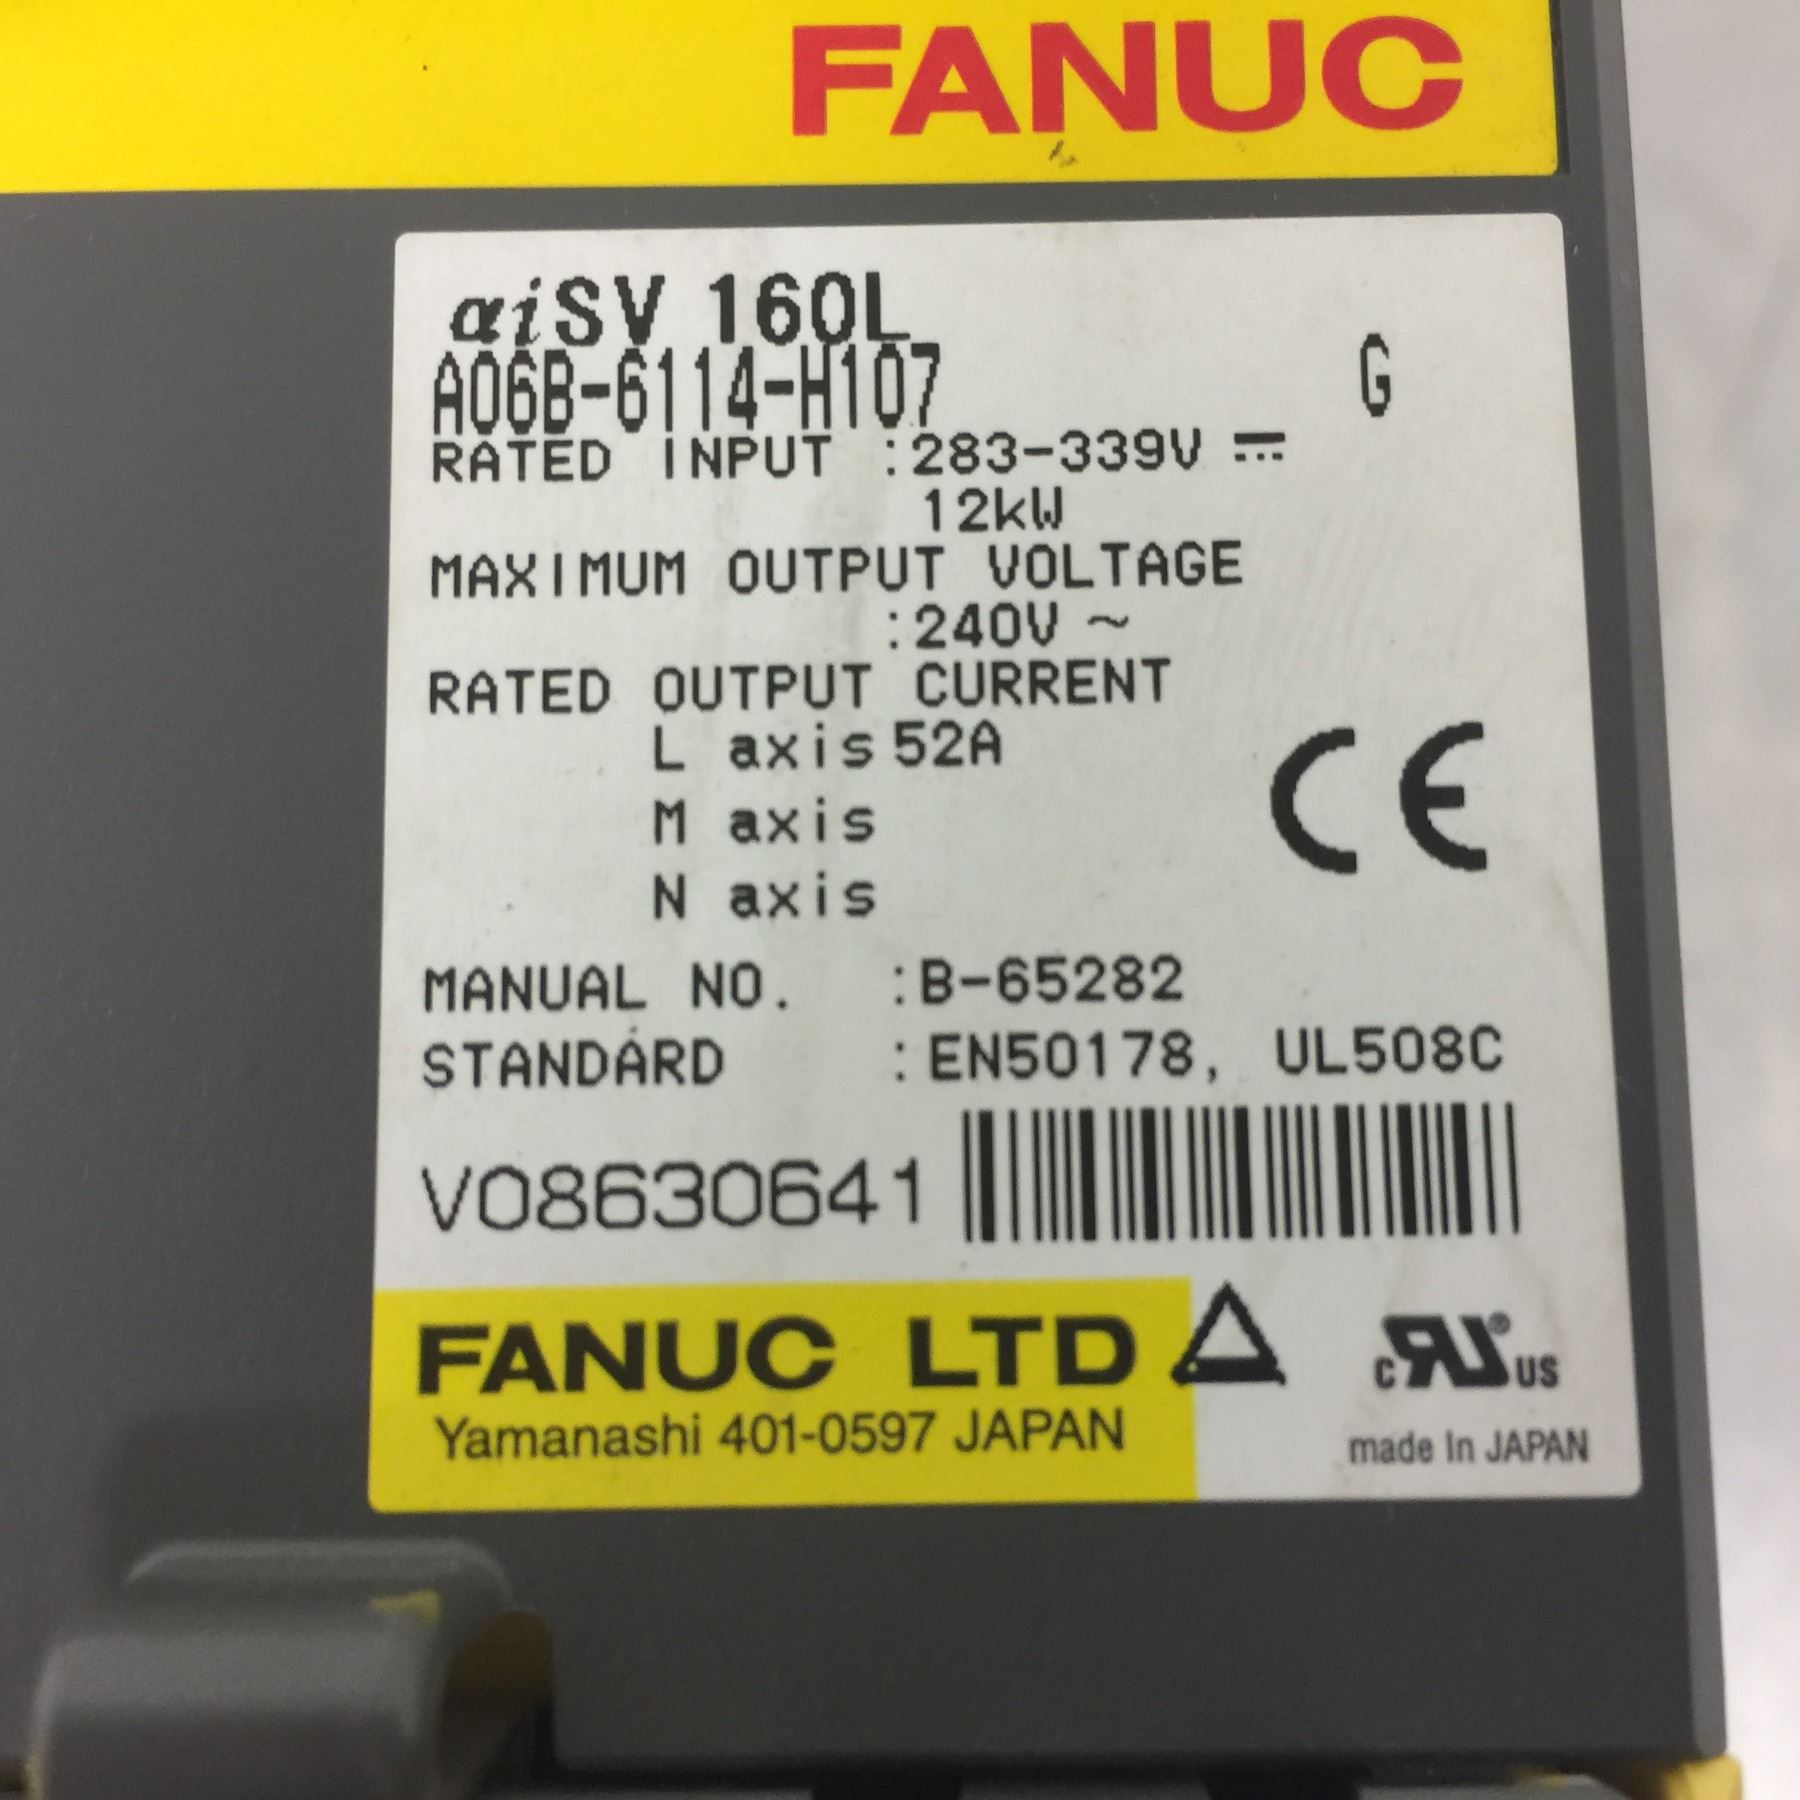 FANUC
αiSV 160L
A06B-6114-H107 G
RATED INPUT :283-339V ⎓
12kW
MAXIMUM OUTPUT VOLTAGE
:240V ~
RATED OUTPUT CURRENT
L axis 52A
M axis
N axis
CE
MANUAL NO. :B-65282
STANDARD :EN50178, UL508C
V08630641
FANUC LTD
Yamanashi 401-0597 JAPAN
c RU ® US
made In JAPAN